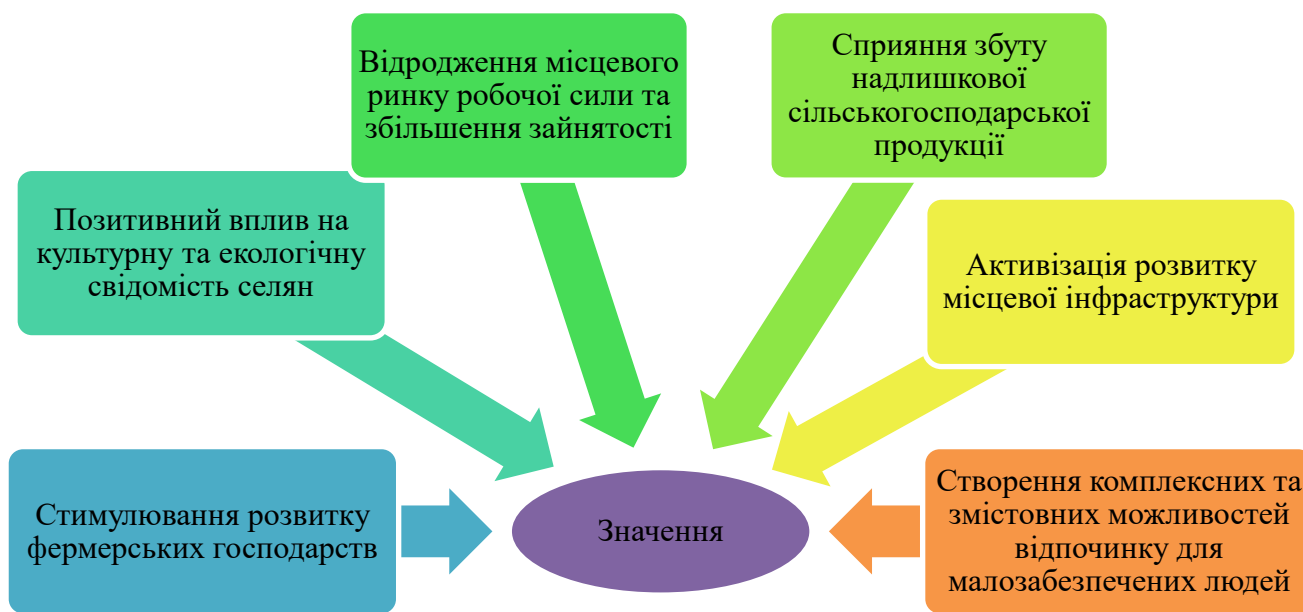 Відродження місцевого
ринку робочої сили та
збільшення зайнятості
Сприяння збуту
надлишкової
сільськогосподарської
продукції
Позитивний вплив на
культурну та екологічну
свідомість селян
Активізація розвитку
місцевої інфраструктури
Стимулювання розвитку
фермерських господарств
Значення
Створення комплексних та
змістовних можливостей
відпочинку для
малозабезпечених людей